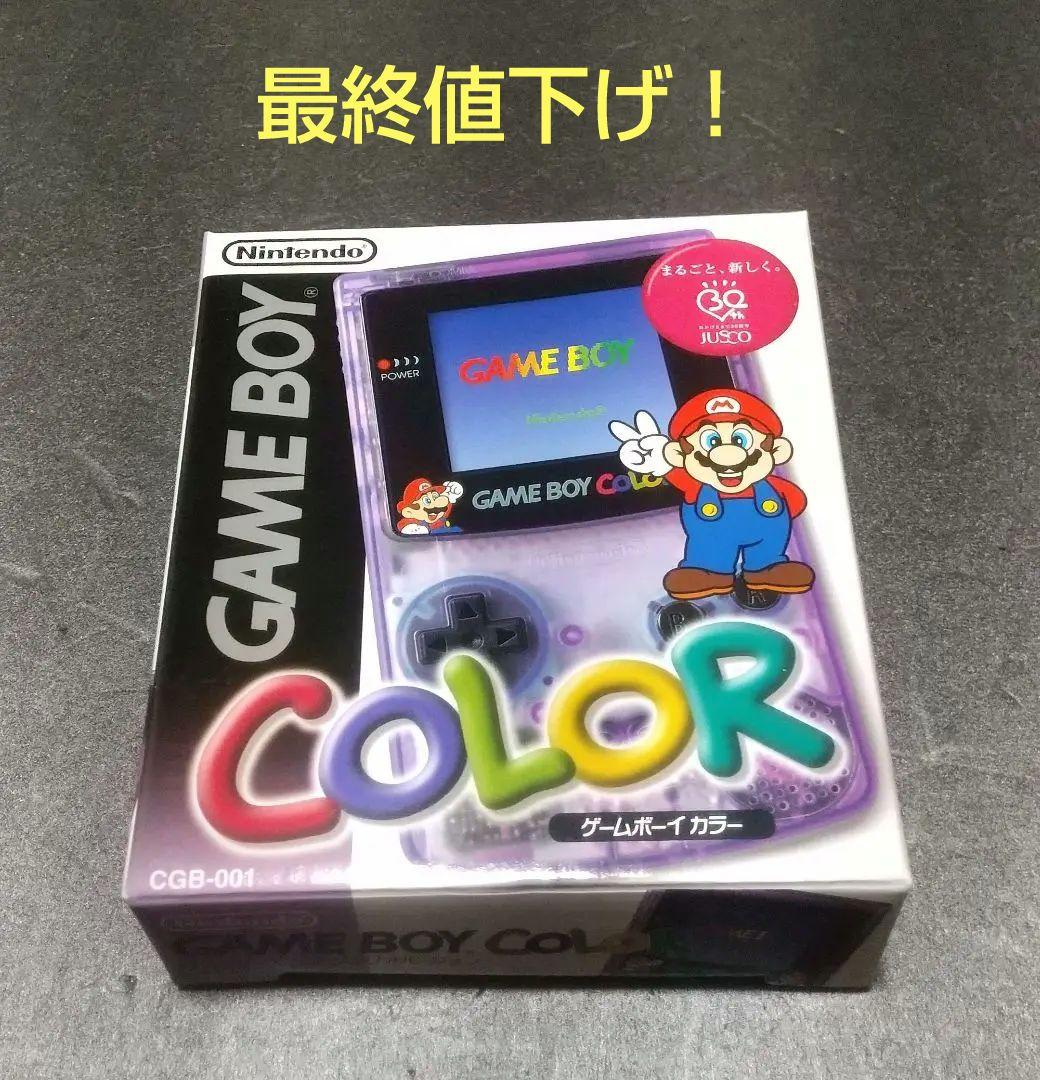 最終値下げ！
Nintendo®
GAME BOY®
まるごと、新しく。
30th
JUSCO
POWER
GAME BOY
Nintendo®
GAME BOY COLO
B
A
COLOR
ゲームボーイ カラー
CGB-001
Nintendo
GAME BOY COLOR